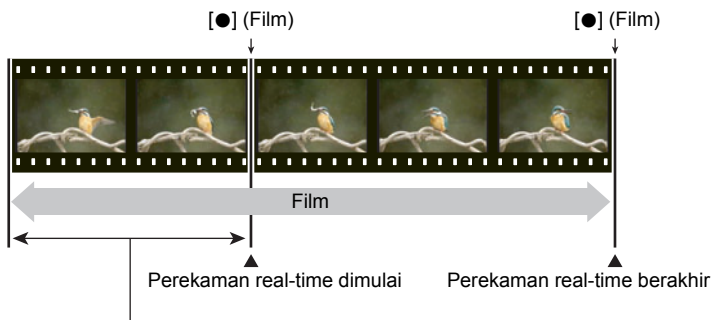 [●] (Film) [●] (Film)
Film
Perekaman real-time dimulai Perekaman real-time berakhir